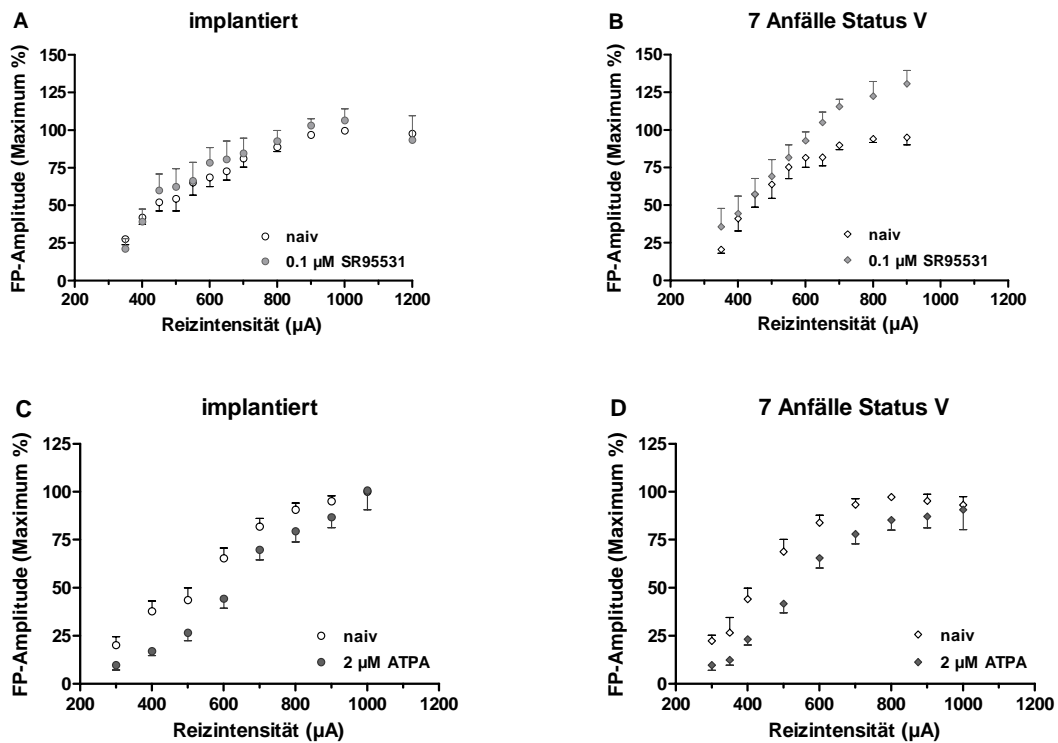 A
implantiert
FP-Amplitude (Maximum %)
150
125
100
75
50
25
0
naiv
0.1 µM SR95531
200 400 600 800 1000 1200
Reizintensität (µA)
B
7 Anfälle Status V
FP-Amplitude (Maximum %)
150
125
100
75
50
25
0
naiv
0.1 µM SR95531
200 400 600 800 1000 1200
Reizintensität (µA)
C
implantiert
FP-Amplitude (Maximum %)
125
100
75
50
25
0
naiv
2 µM ATPA
200 400 600 800 1000 1200
Reizintensität (µA)
D
7 Anfälle Status V
FP-Amplitude (Maximum %)
125
100
75
50
25
0
naiv
2 µM ATPA
200 400 600 800 1000 1200
Reizintensität (µA)